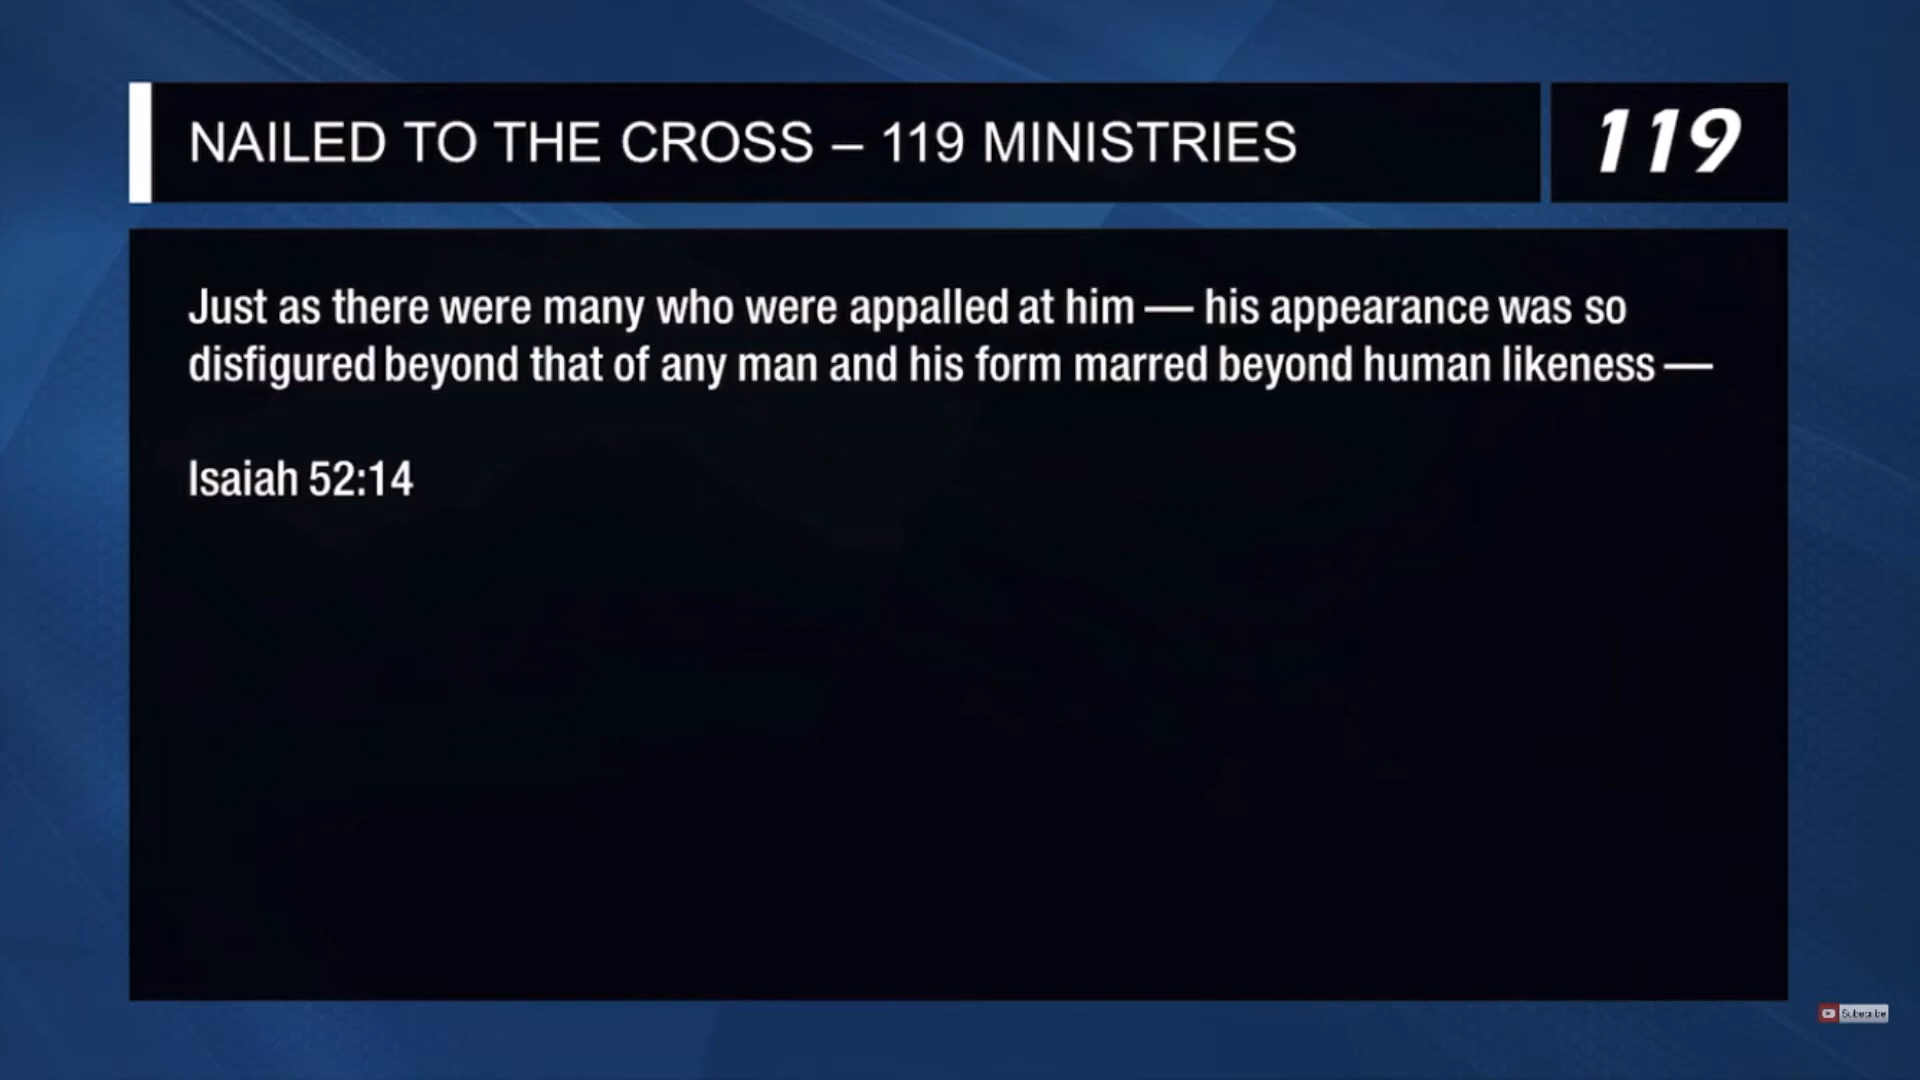 NAILED TO THE CROSS – 119 MINISTRIES
119
Just as there were many who were appalled at him — his appearance was so
disfigured beyond that of any man and his form marred beyond human likeness —
Isaiah 52:14
Subscribe